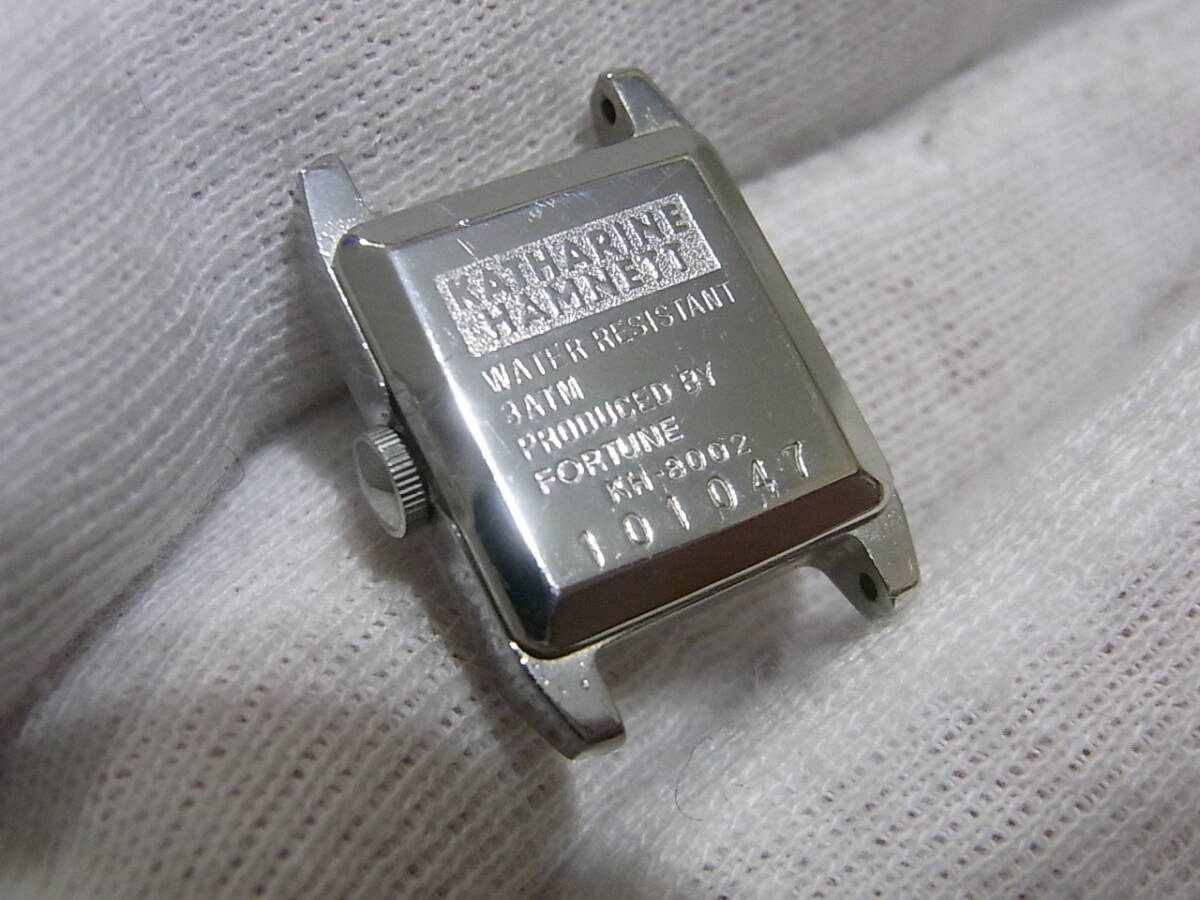 KATHARINE
HAMNETT
WATER RESISTANT
3ATM
PRODUCED BY
FORTUNE
KH-8002
101047